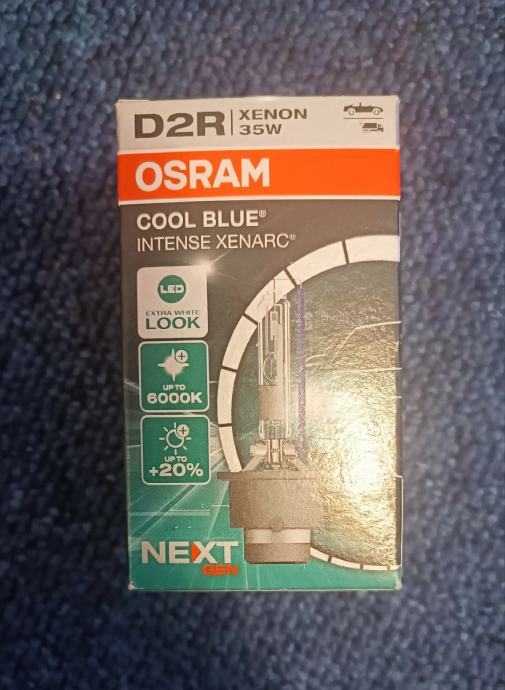 D2R
XENON
35W
OSRAM
COOL BLUE®
INTENSE XENARC®
LED
EXTRA WHITE
LOOK
UP TO
6000K
UP TO
+20%
NEXT
GEN